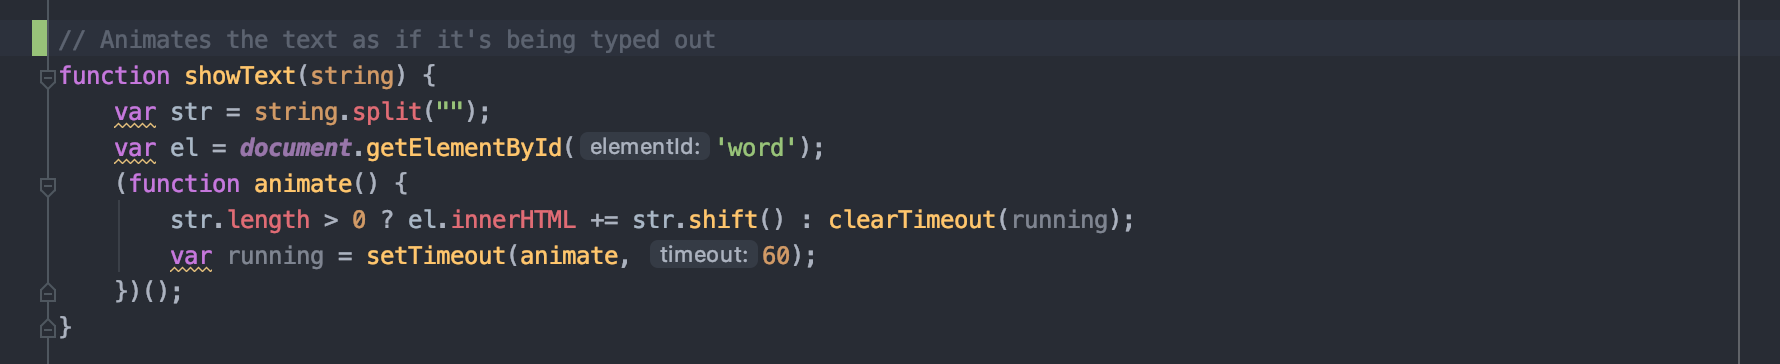 // Animates the text as if it's being typed out
function showText(string) {
    var str = string.split("");
    var el = document.getElementById( elementId: 'word');
    (function animate() {
        str.length > 0 ? el.innerHTML += str.shift() : clearTimeout(running);
        var running = setTimeout(animate, timeout: 60);
    })();
}